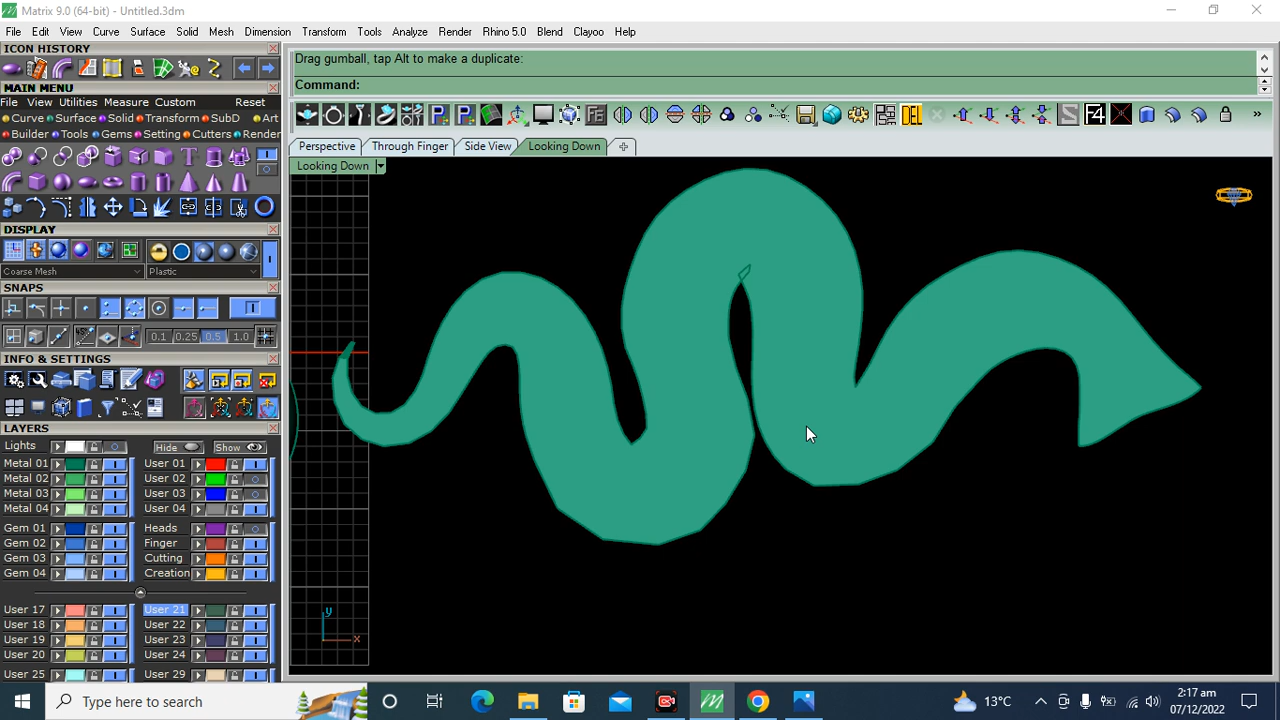 Matrix 9.0 (64-bit) - Untitled.3dm
File Edit View Curve Surface Solid Mesh Dimension Transform Tools Analyze Render Rhino 5.0 Blend Clayoo Help
ICON HISTORY
Drag gumball, tap Alt to make a duplicate:
Command:
MAIN MENU
File View Utilities Measure Custom Reset
Curve Surface Solid Transform SubD Art
Builder Tools Gems Setting Cutters Render
Perspective Through Finger Side View Looking Down
Looking Down
DISPLAY
Coarse Mesh Plastic
SNAPS
0.1 0.25 0.5 1.0
INFO & SETTINGS
LAYERS
Lights Hide Show
Metal 01 User 01
Metal 02 User 02
Metal 03 User 03
Metal 04 User 04
Gem 01 Heads
Gem 02 Finger
Gem 03 Cutting
Gem 04 Creation
User 17 User 21
User 18 User 22
User 19 User 23
User 20 User 24
User 25 User 29
y
x
Type here to search
13°C
2:17 am
07/12/2022